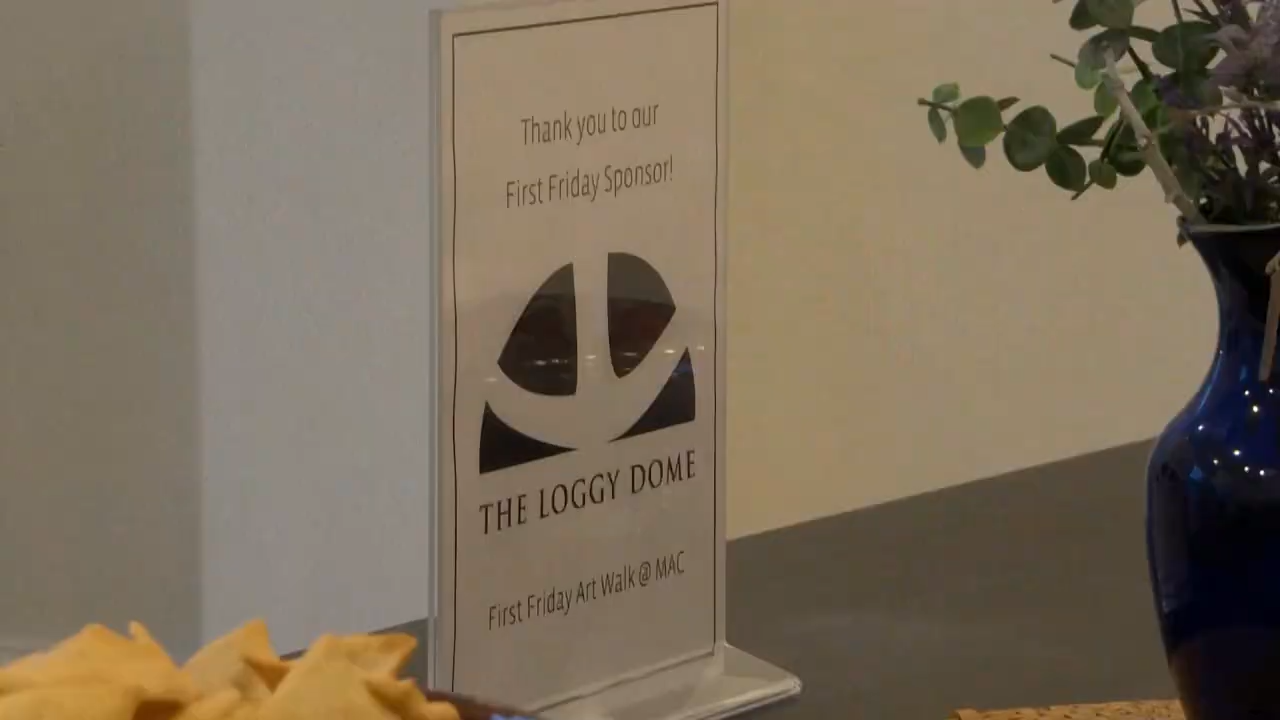 Thank you to our
First Friday Sponsor!
THE LOGGY DOME
First Friday Art Walk @ MAC